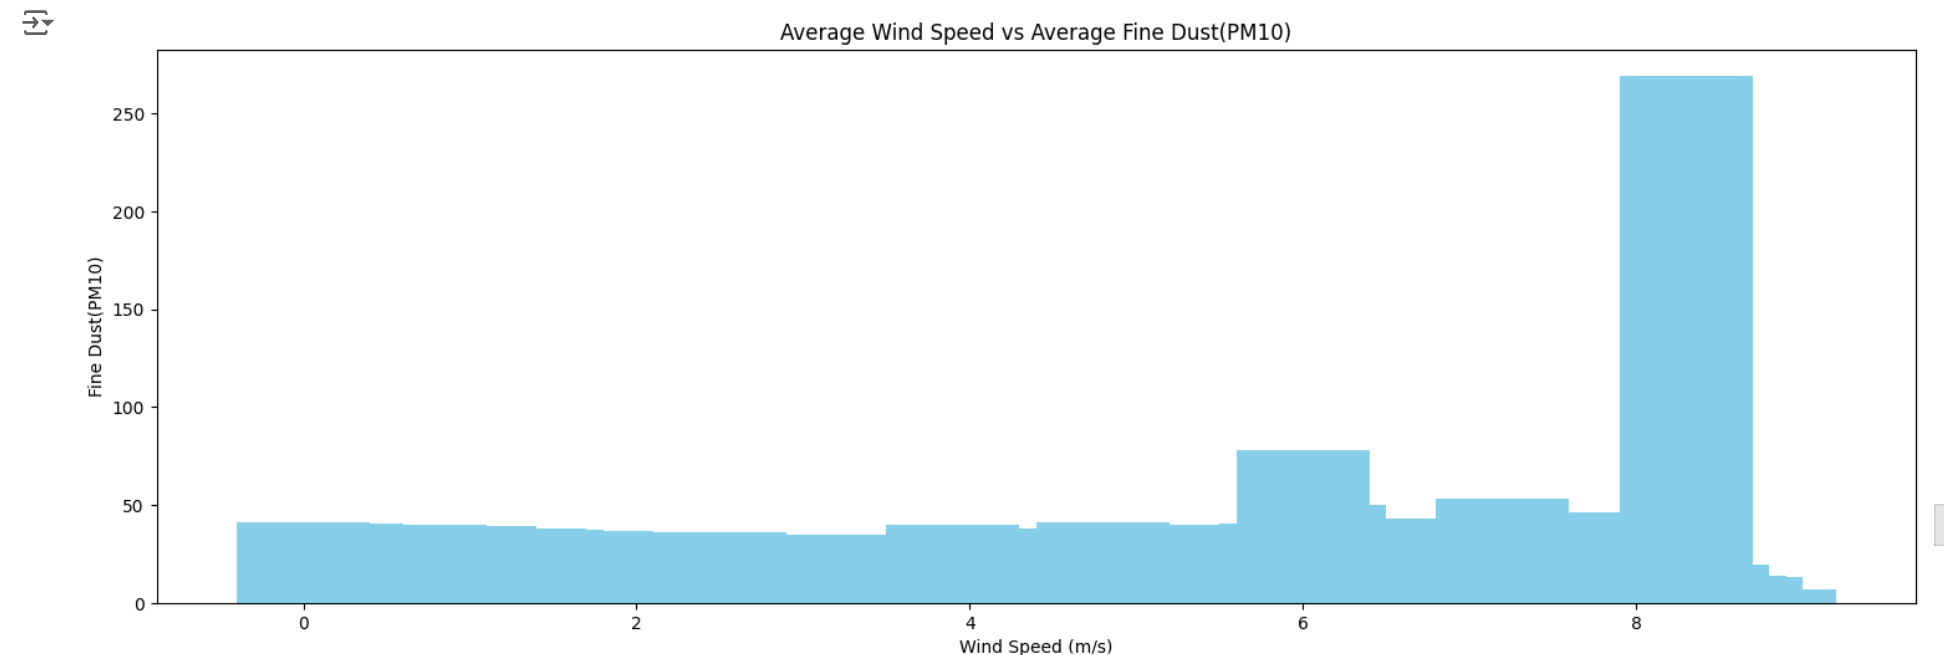 Average Wind Speed vs Average Fine Dust(PM10)
250
200
150
100
50
0
Fine Dust(PM10)
0 2 4 6 8
Wind Speed (m/s)